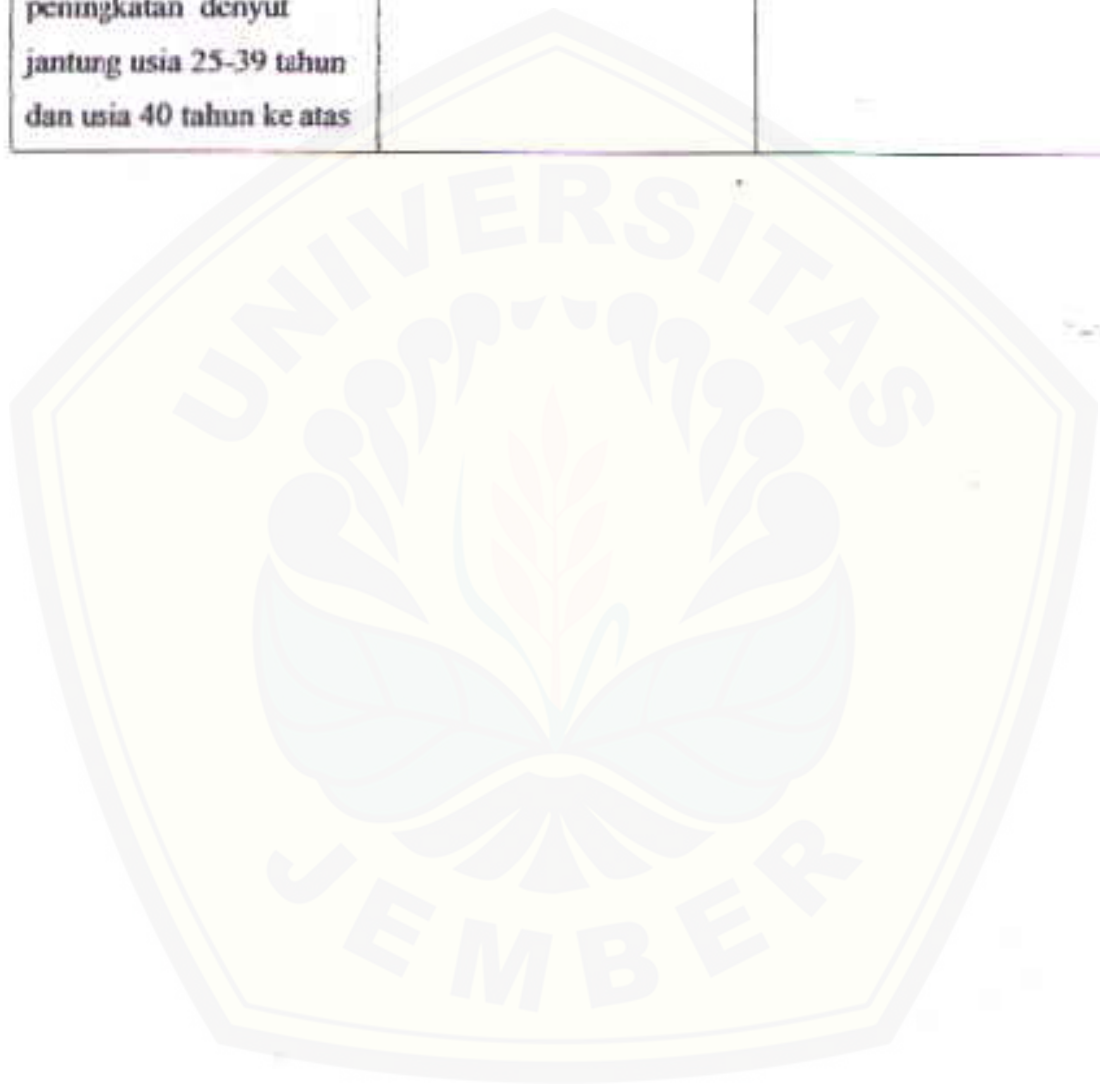 peningkatan denyut
jantung usia 25-39 tahun
dan usia 40 tahun ke atas
UNIVERSITAS
JEMBER